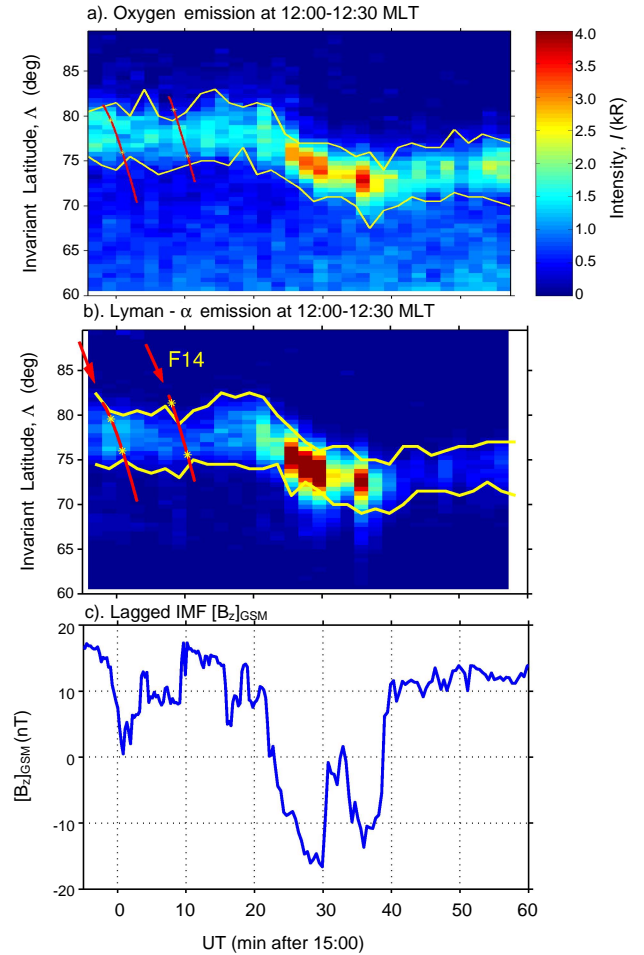 a). Oxygen emission at 12:00-12:30 MLT
85
80
75
70
65
60
Invariant Latitude, Λ (deg)
4.0
3.5
3.0
2.5
2.0
1.5
1.0
0.5
0
Intensity, I (kR)
b). Lyman - α emission at 12:00-12:30 MLT
F14
85
80
75
70
65
60
Invariant Latitude, Λ (deg)
c). Lagged IMF [Bz]GSM
20
10
0
-10
-20
[Bz]GSM (nT)
0 10 20 30 40 50 60
UT (min after 15:00)